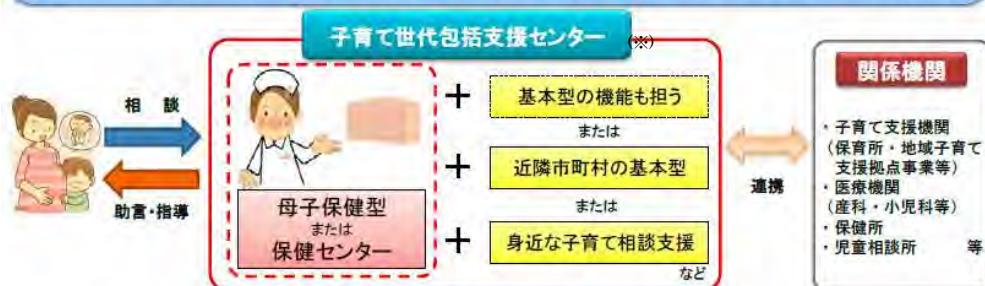 子育て世代包括支援センター (※)
相 談
助言・指導
母子保健型
または
保健センター
+
基本型の機能も担う
または
+
近隣市町村の基本型
または
+
身近な子育て相談支援
など
連携
関係機関
・子育て支援機関
(保育所・地域子育て
支援拠点事業等)
・医療機関
(産科・小児科等)
・保健所
・児童相談所 等